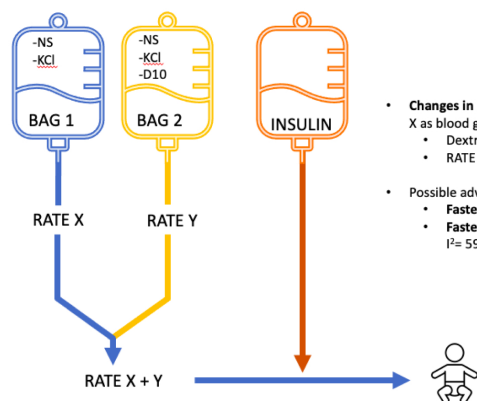 -NS
-KCl
BAG 1
-NS
-KCl
-D10
BAG 2
INSULIN
RATE X
RATE Y
RATE X + Y
• Changes in
X as blood g
• Dextr
• RATE
• Possible adv
• Faste
• Faste
I²= 59